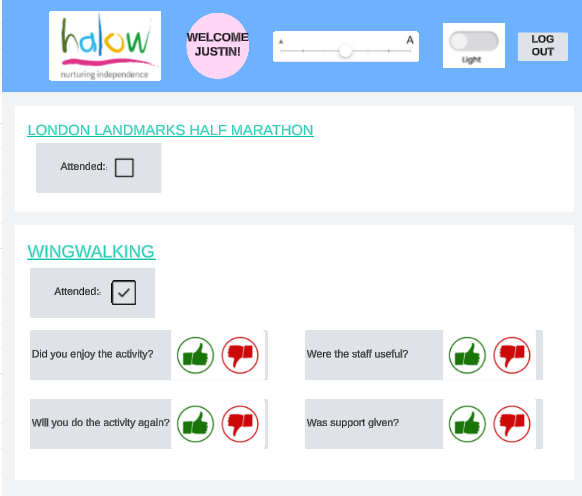 halow
nurturing independence
WELCOME
JUSTIN!
A
A
Light
LOG
OUT
LONDON LANDMARKS HALF MARATHON
Attended:
WINGWALKING
Attended:
Did you enjoy the activity?
Were the staff useful?
Will you do the activity again?
Was support given?